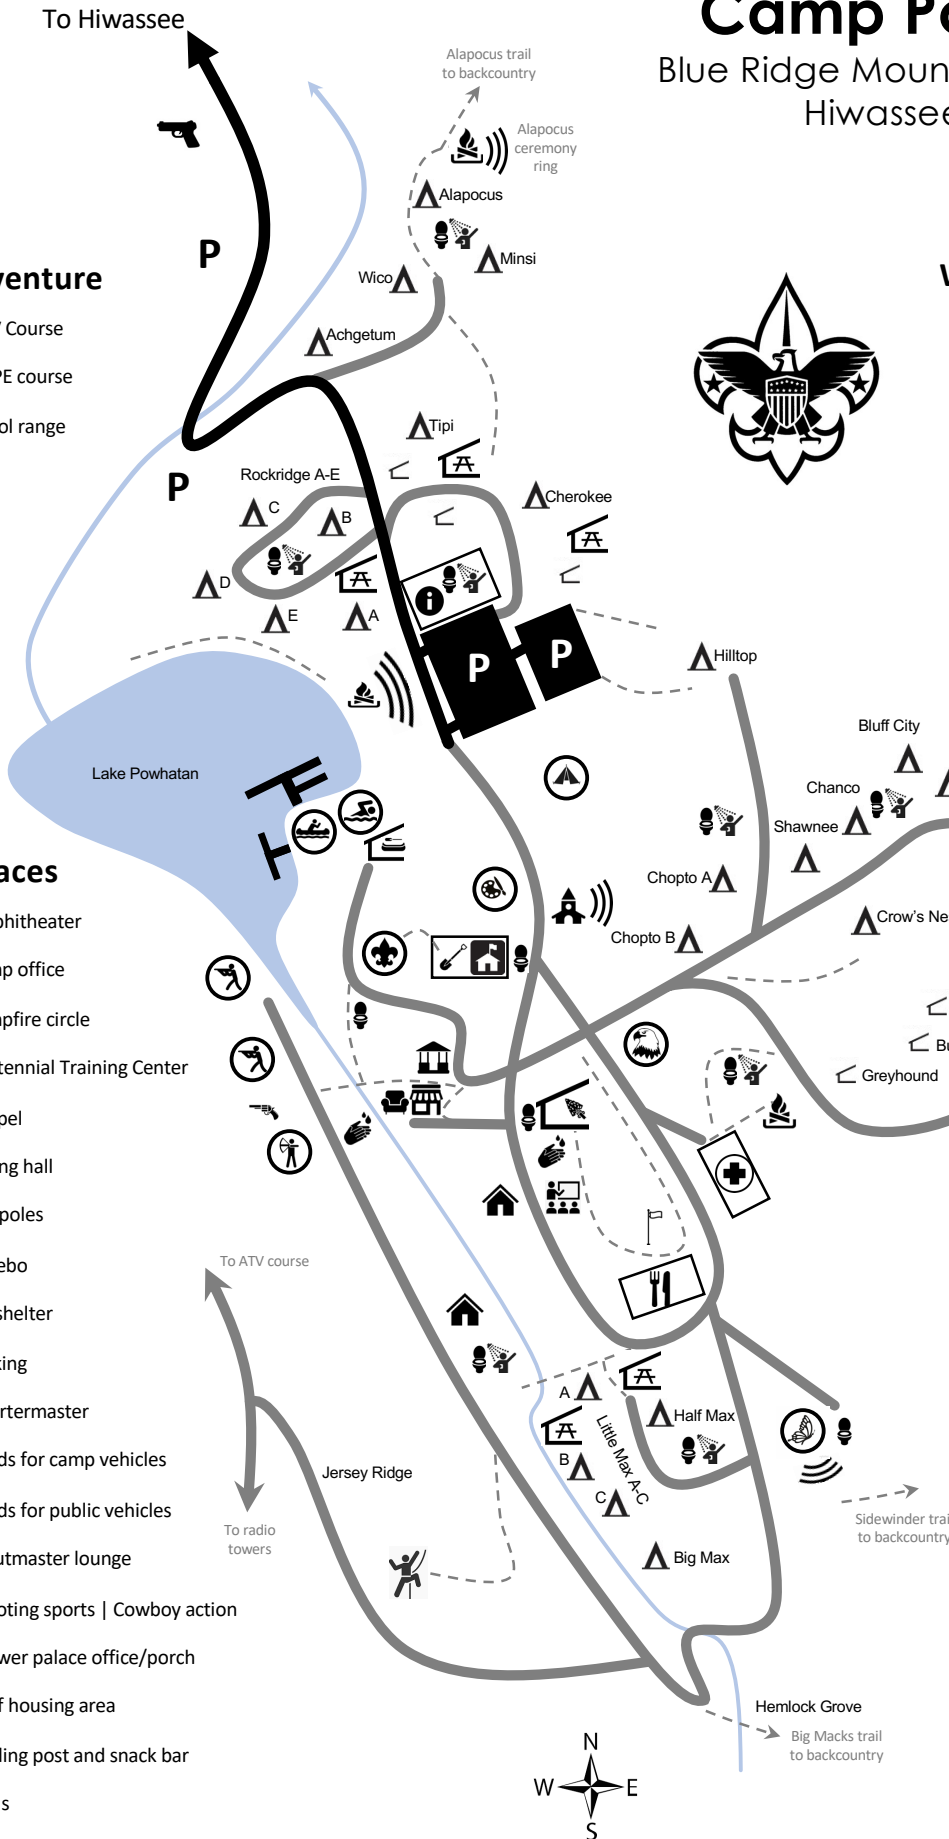 To Hiwassee
Camp Po
Blue Ridge Moun
Hiwassee
Alapocus trail
to backcountry
Alapocus
ceremony
ring
Alapocus
Minsi
Wico
Achgetum
P
venture
Course
PE course
ol range
Tipi
Rockridge A-E
C
B
D
E
A
Cherokee
P
i
P
P
Hilltop
Bluff City
Chanco
Shawnee
Lake Powhatan
Chopto A
Chopto B
Crow's Ne
Bu
Greyhound
aces
phitheater
mp office
mpfire circle
tennial Training Center
pel
ng hall
poles
ebo
shelter
king
rtermaster
ds for camp vehicles
ds for public vehicles
utmaster lounge
oting sports | Cowboy action
wer palace office/porch
f housing area
ding post and snack bar
s
To ATV course
A
B
C
Little Max A-C
Half Max
Jersey Ridge
To radio
towers
Sidewinder trai
to backcountry
Big Max
Hemlock Grove
Big Macks trail
to backcountry
N
W
E
S